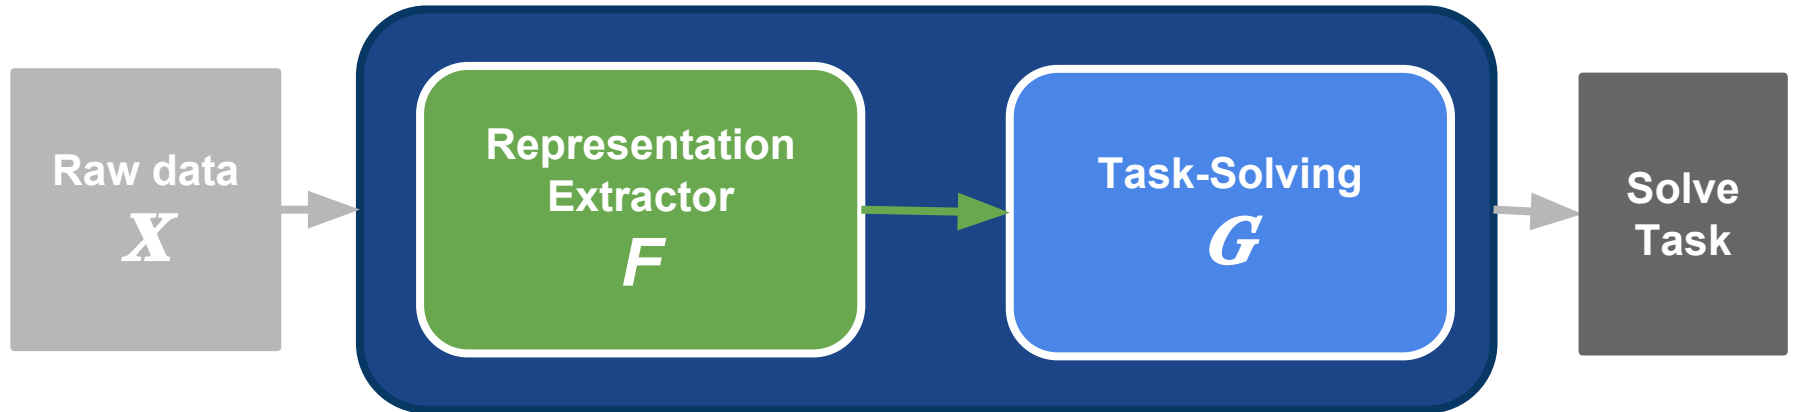 Raw data
X
Representation
Extractor
F
Task-Solving
G
Solve
Task